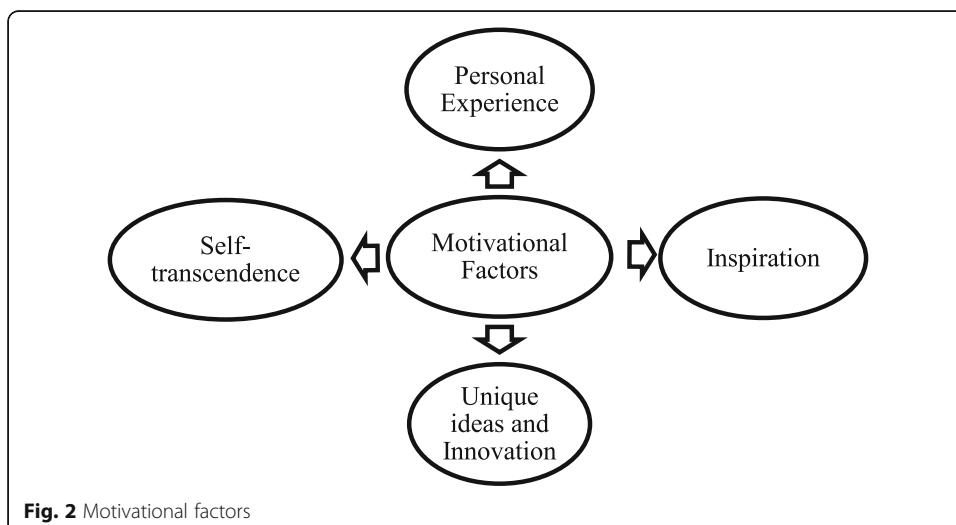 Personal
Experience
Self-
transcendence
Motivational
Factors
Inspiration
Unique
ideas and
Innovation
Fig. 2 Motivational factors